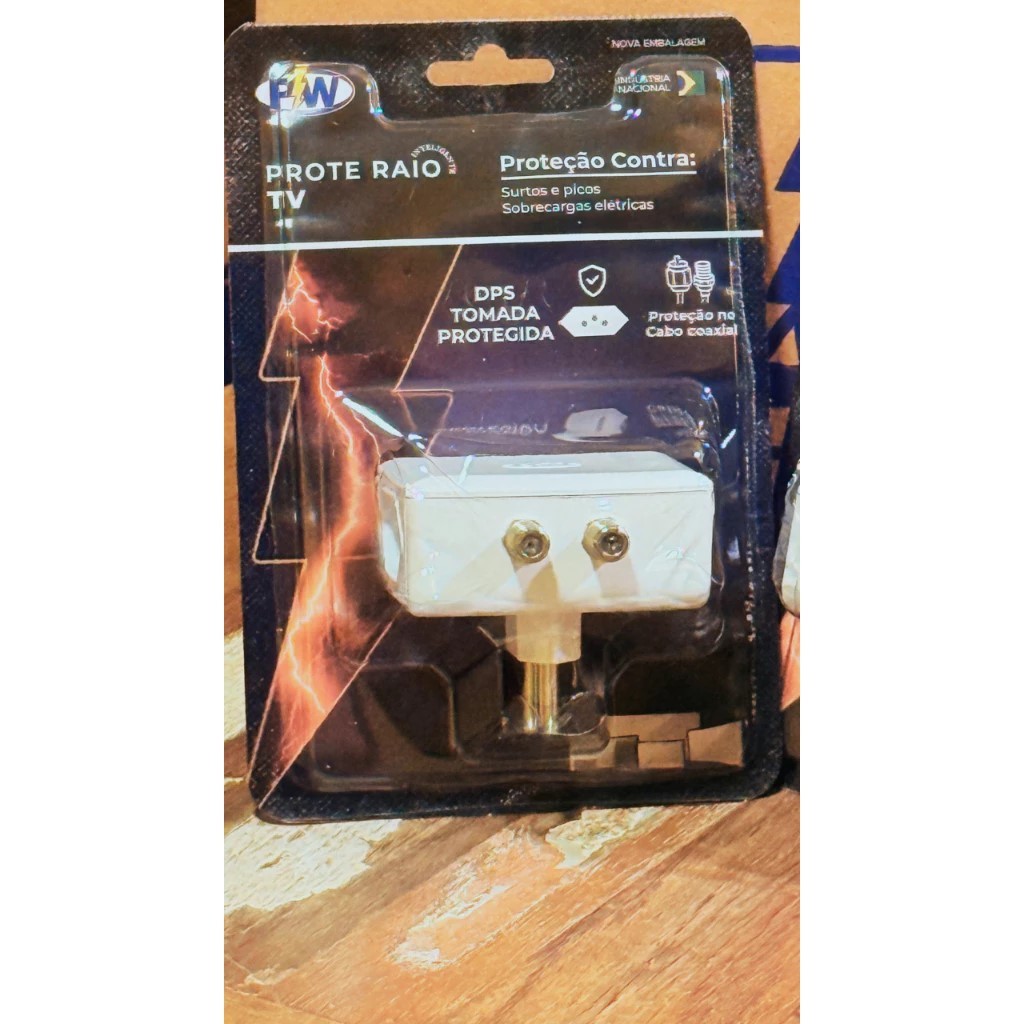 NOVA EMBALAGEM
INDÚSTRIA
NACIONAL
PROTE RAIO
INTELIGENTE
TV
Proteção Contra:
Surtos e picos
Sobrecargas elétricas
DPS
TOMADA
PROTEGIDA
Proteção no
Cabo coaxial